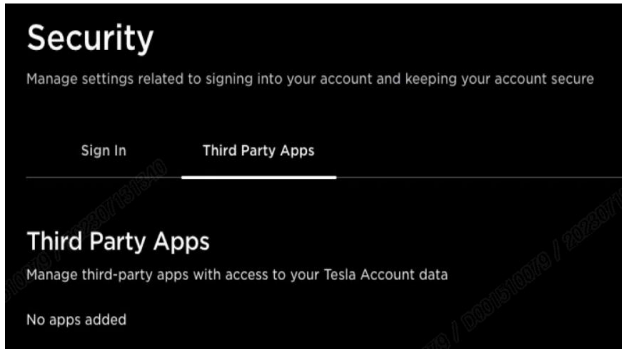 Security
Manage settings related to signing into your account and keeping your account secure
Sign In
Third Party Apps
Third Party Apps
Manage third-party apps with access to your Tesla Account data
No apps added